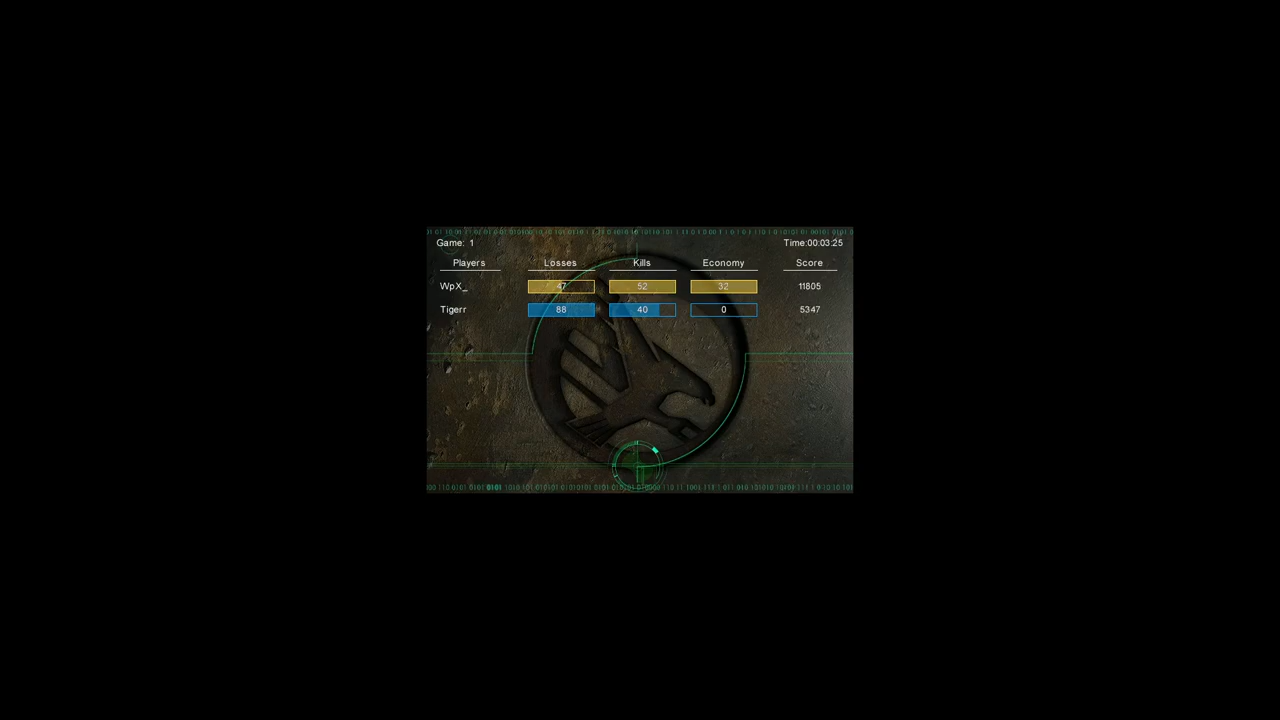 Game: 1 Time:00:03:25
Players Losses Kills Economy Score
WpX_ 47 52 32 11805
Tigerr 88 40 0 5347